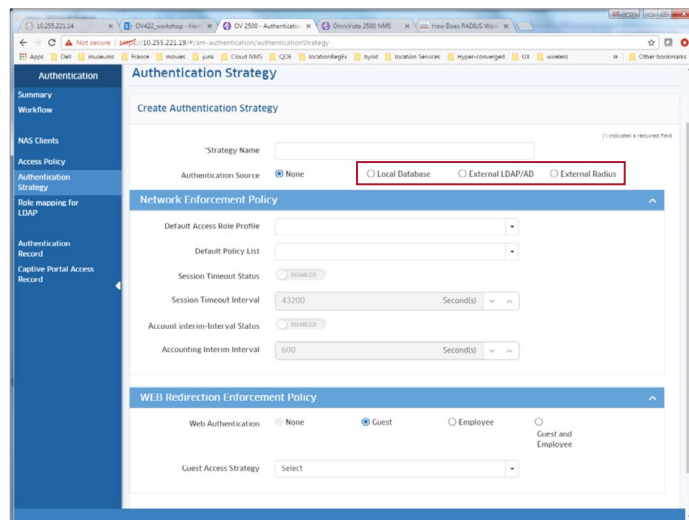 10.255.221.14
OV422_workshop - Hom
OV 2500 - Authenticatio
OmniVista 2500 NMS
How Does RADIUS Work
Not secure | https://10.255.221.19/#/am-authentication/authenticationStrategy
Apps Dell museums France movies junk Cloud NMS QOE locationRegEx byod location Services Hyper-converged UX wireless » Other bookmarks
Authentication
Summary
Workflow
NAS Clients
Access Policy
Authentication
Strategy
Role mapping for
LDAP
Authentication
Record
Captive Portal Access
Record
Authentication Strategy
Create Authentication Strategy
(*) indicates a required field
*Strategy Name
Authentication Source None Local Database External LDAP/AD External Radius
Network Enforcement Policy
Default Access Role Profile
Default Policy List
Session Timeout Status DISABLED
Session Timeout Interval 43200 Second(s)
Account interim-Interval Status DISABLED
Accounting Interim Interval 600 Second(s)
WEB Redirection Enforcement Policy
Web Authentication None Guest Employee Guest and
Employee
Guest Access Strategy Select